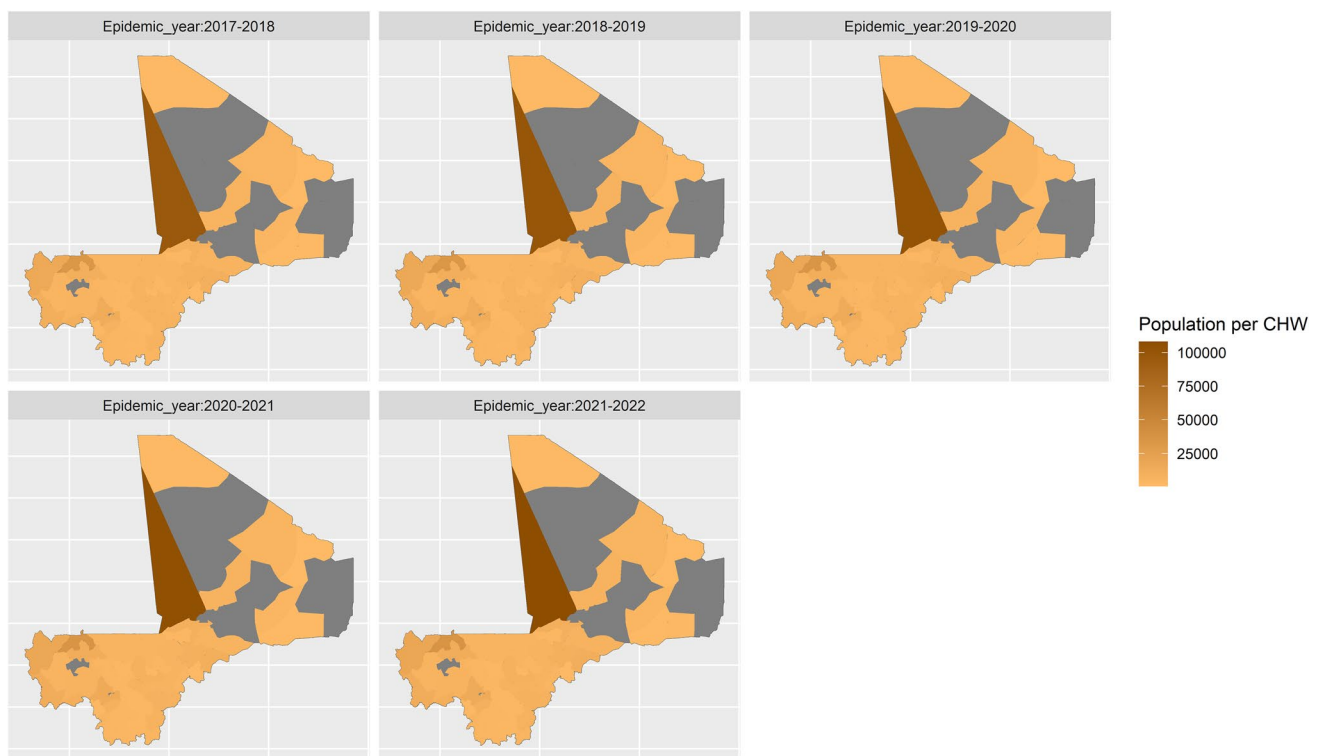 Epidemic_year:2017-2018
Epidemic_year:2018-2019
Epidemic_year:2019-2020
Population per CHW
100000
75000
50000
25000
Epidemic_year:2020-2021
Epidemic_year:2021-2022